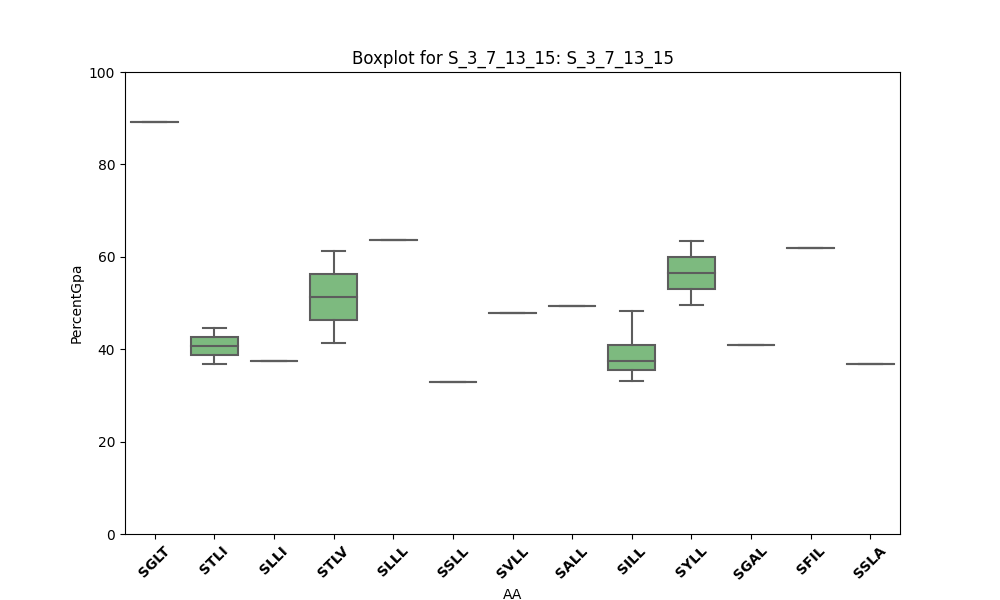 Boxplot for S_3_7_13_15: S_3_7_13_15
100
80
60
40
20
0
PercentGpa
SGLT
STLI
SLLI
STLV
SLLL
SSLL
SVLL
SALL
SILL
SYLL
SGAL
SFIL
SSLA
AA